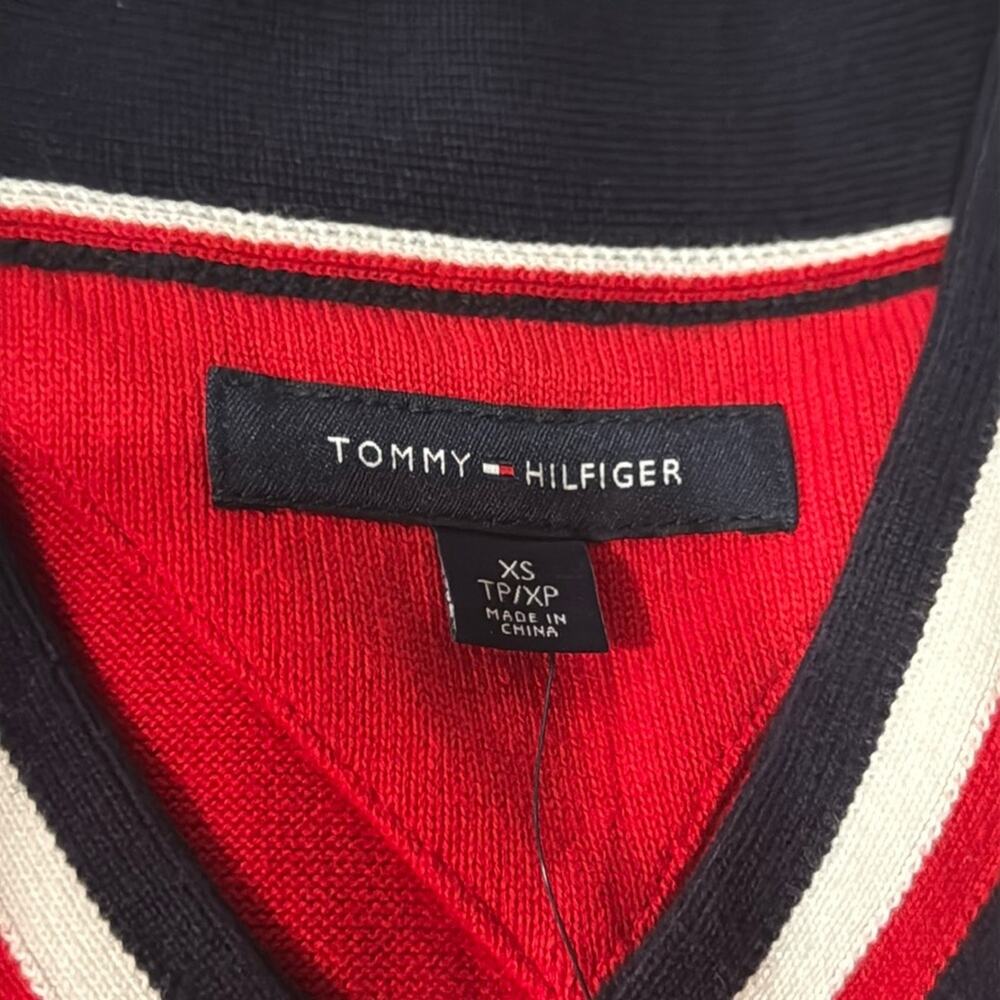 TOMMY HILFIGER
XS
TP/XP
MADE IN
CHINA